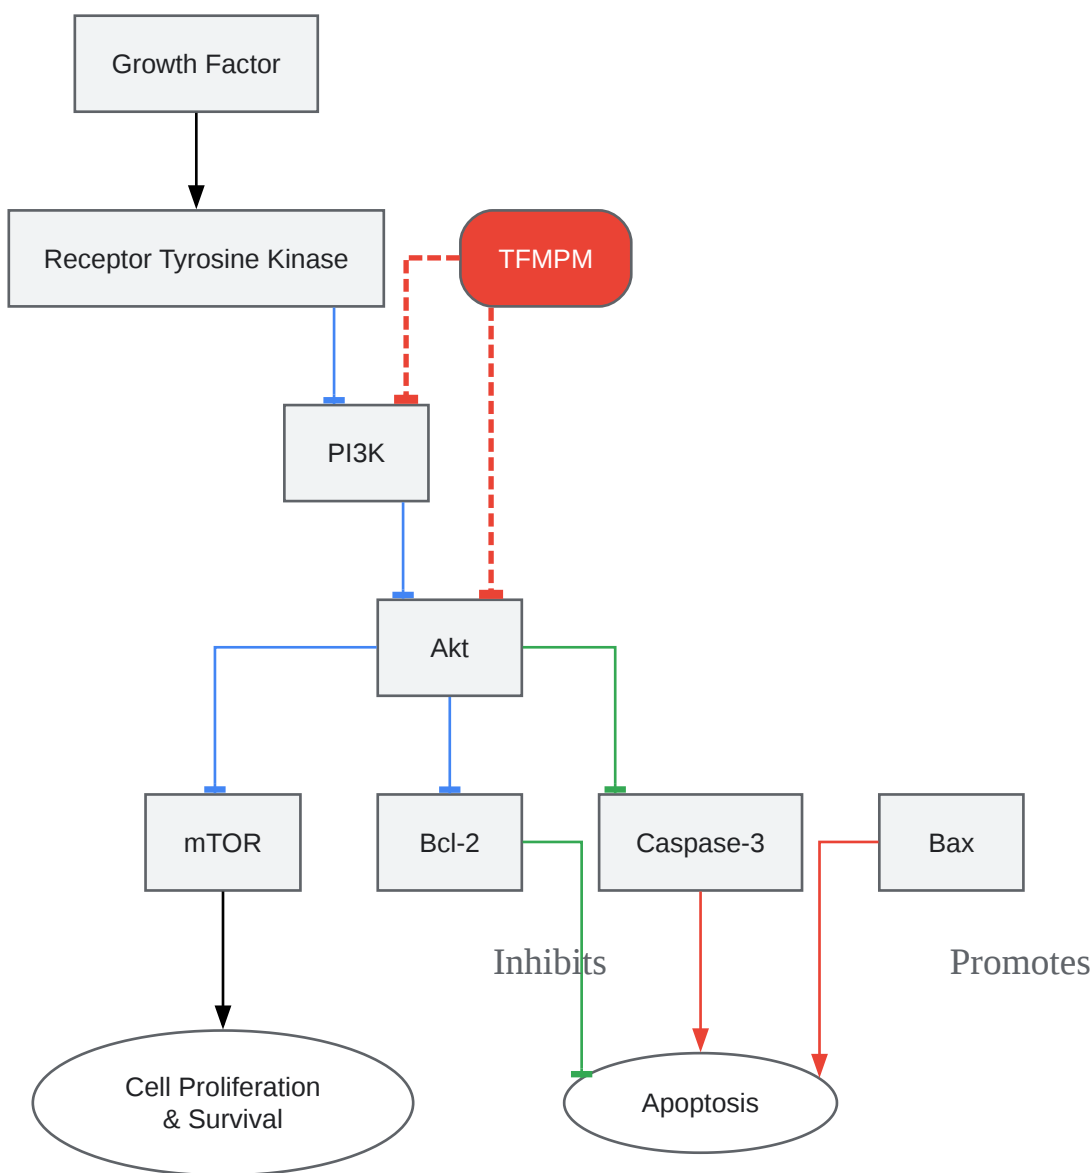 Growth Factor
Receptor Tyrosine Kinase
TFMPM
PI3K
Akt
mTOR
Bcl-2
Caspase-3
Bax
Inhibits
Promotes
Cell Proliferation
& Survival
Apoptosis